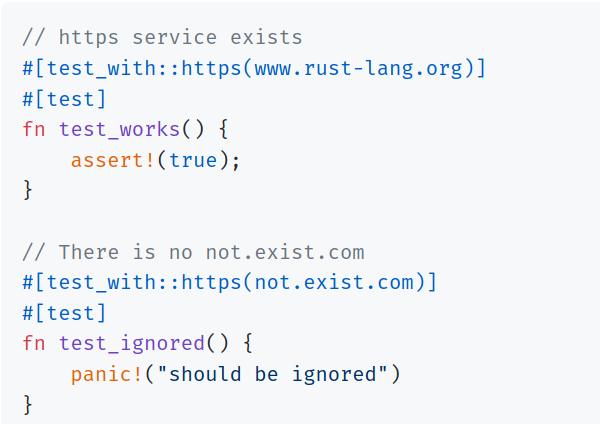 // https service exists
#[test_with::https(www.rust-lang.org)]
#[test]
fn test_works() {
    assert!(true);
}

// There is no not.exist.com
#[test_with::https(not.exist.com)]
#[test]
fn test_ignored() {
    panic!("should be ignored")
}